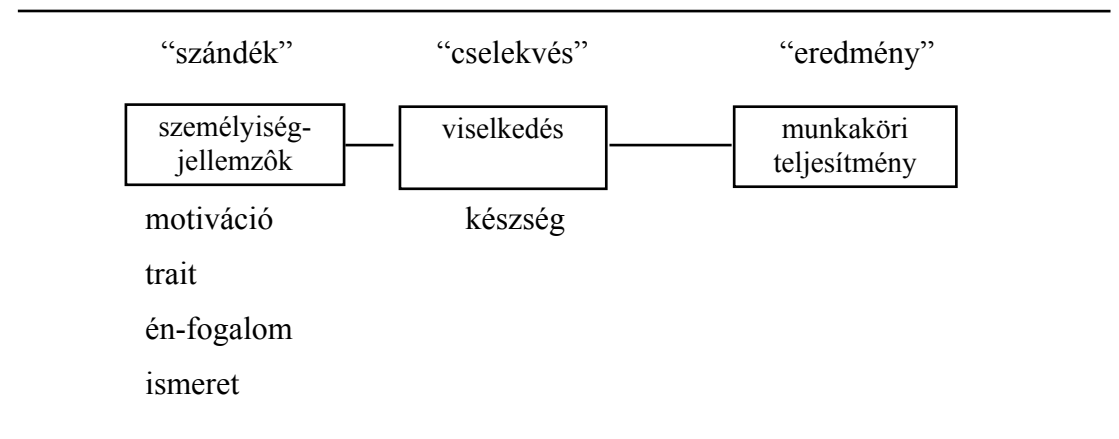 “szándék” “cselekvés” “eredmény”
személyiség- viselkedés munkaköri
jellemzôk teljesítmény
motiváció készség
trait
én-fogalom
ismeret